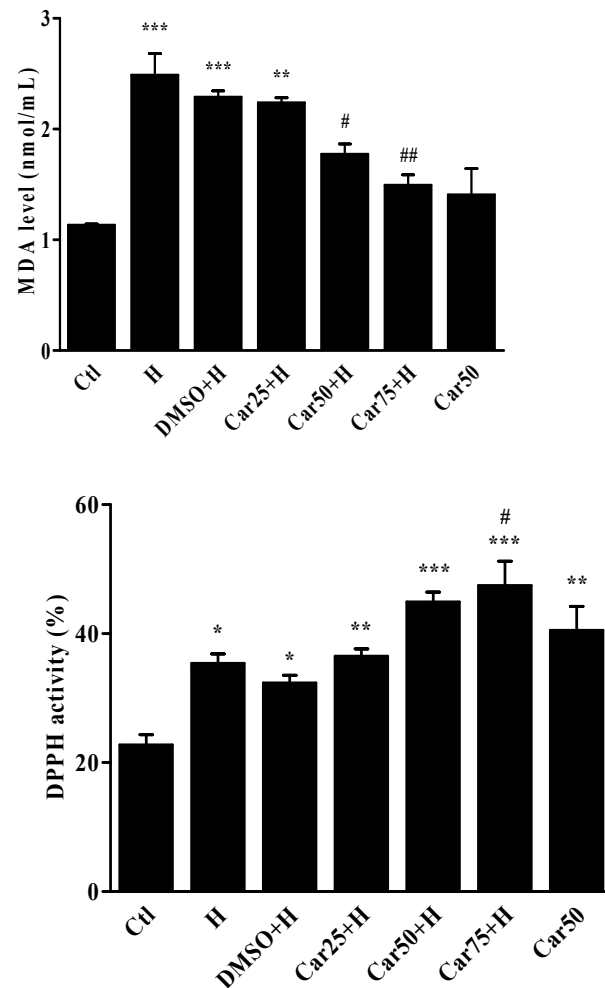 MDA level (nmol/mL)
3
2
1
0
***
***
**
#
##
Ctl
H
DMSO+H
Car25+H
Car50+H
Car75+H
Car50
DPPH activity (%)
60
40
20
0
*
*
**
***
#
***
**
Ctl
H
DMSO+H
Car25+H
Car50+H
Car75+H
Car50